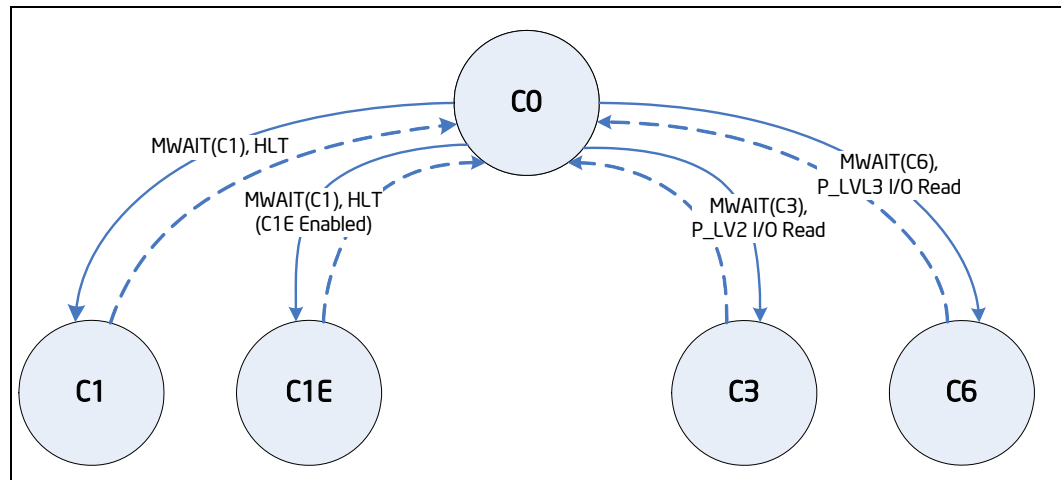 C0
MWAIT(C1), HLT
MWAIT(C1), HLT
(C1E Enabled)
MWAIT(C3),
P_LV2 I/O Read
MWAIT(C6),
P_LVL3 I/O Read
C1
C1E
C3
C6